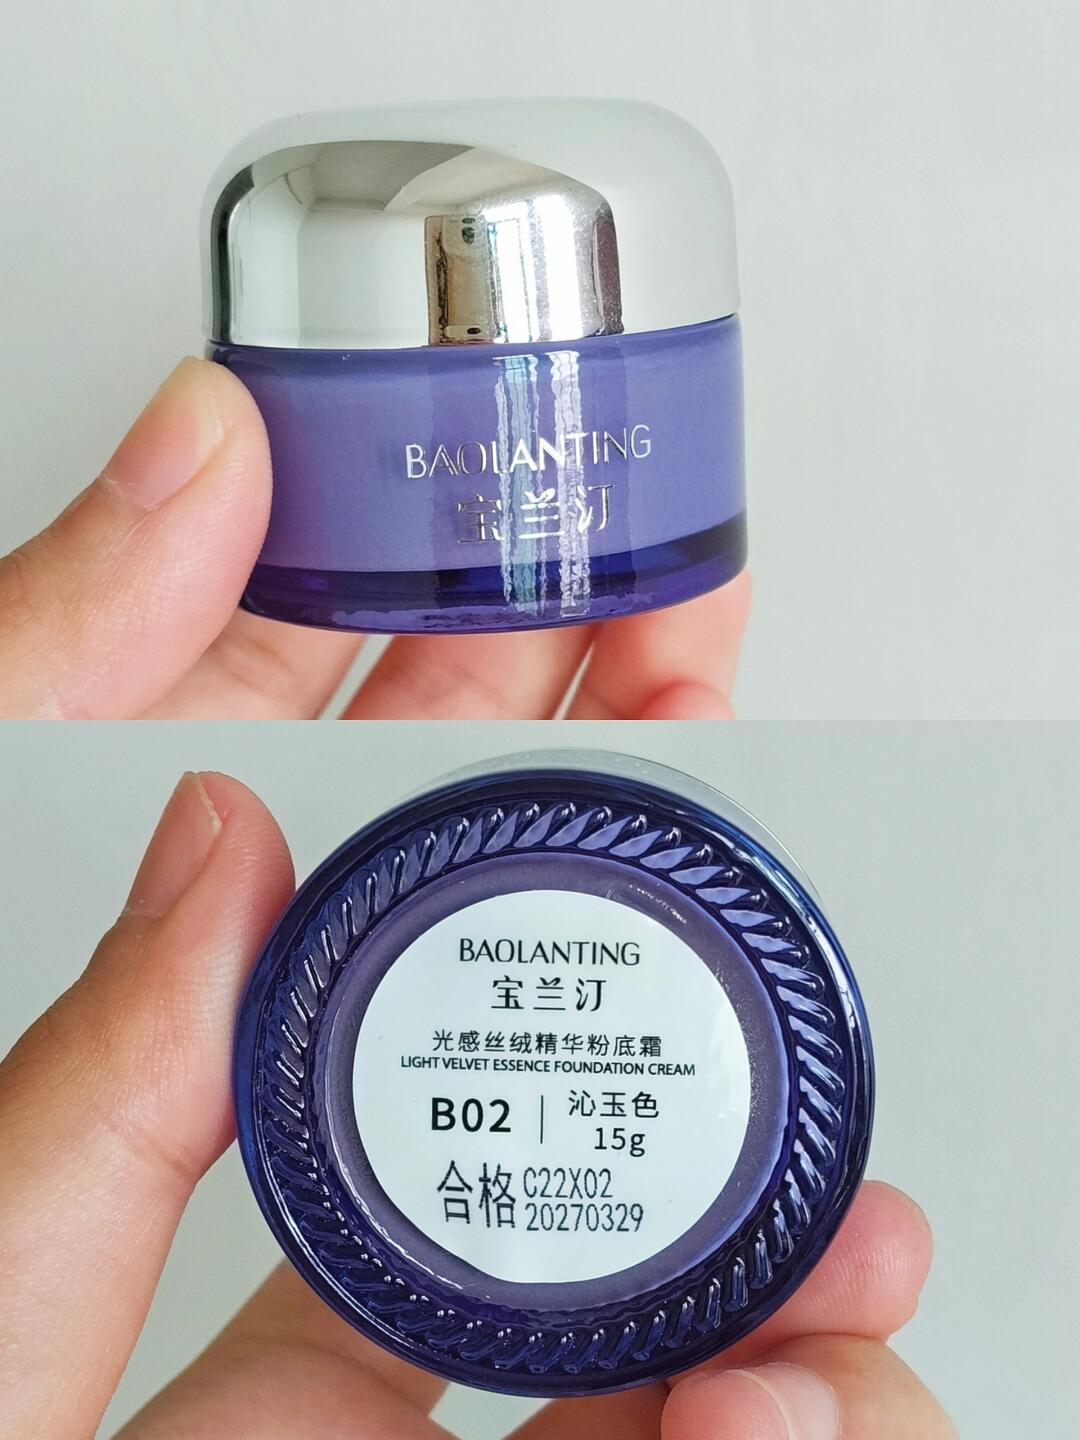 BAOLANTING
宝兰汀
BAOLANTING
宝兰汀
光感丝绒精华粉底霜
LIGHT VELVET ESSENCE FOUNDATION CREAM
B02 | 沁玉色
15g
合格 C22X02
20270329